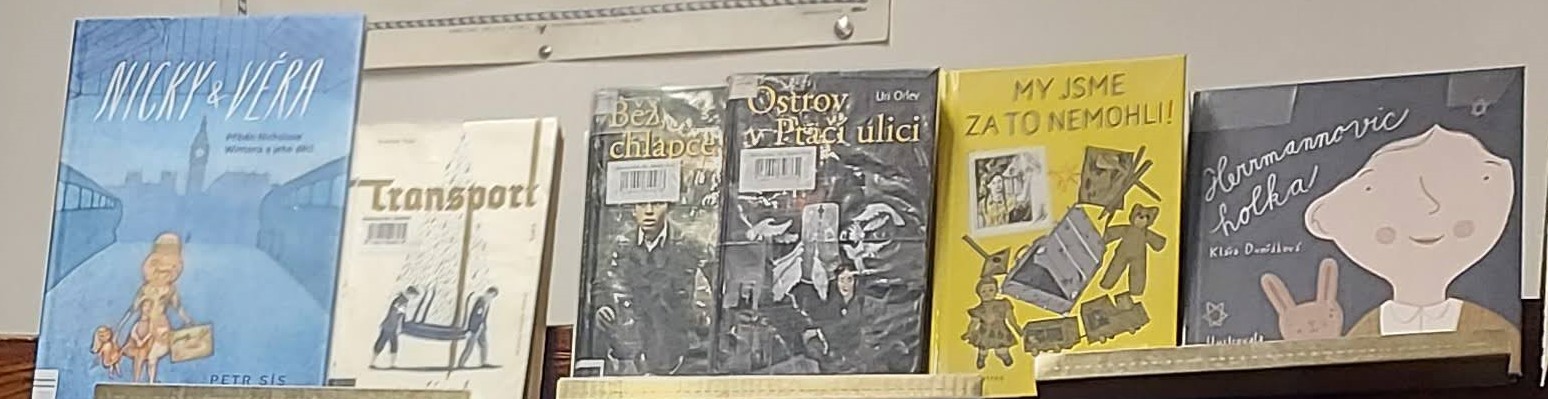 NICKY & VĚRA
Příběh Nicholase
Wintona a jeho dětí
PETR SÍS
Transport
Běž,
chlapče
Uri Orlev
Ostrov
v Ptačí ulici
MY JSME
ZA TO NEMOHLI!
Herrmannovic
holka
Klára